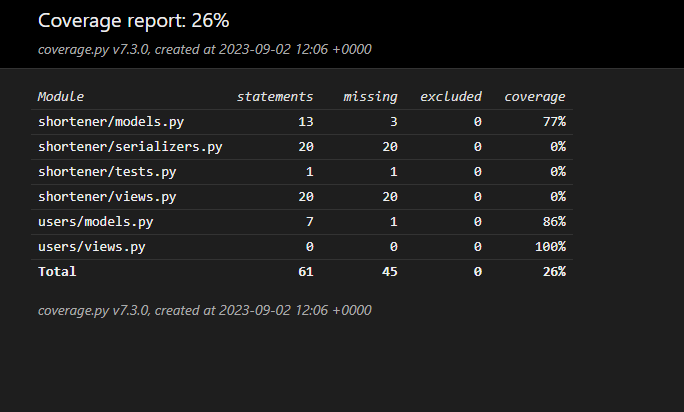 Coverage report: 26%
coverage.py v7.3.0, created at 2023-09-02 12:06 +0000
Module statements missing excluded coverage
shortener/models.py 13 3 0 77%
shortener/serializers.py 20 20 0 0%
shortener/tests.py 1 1 0 0%
shortener/views.py 20 20 0 0%
users/models.py 7 1 0 86%
users/views.py 0 0 0 100%
Total 61 45 0 26%
coverage.py v7.3.0, created at 2023-09-02 12:06 +0000